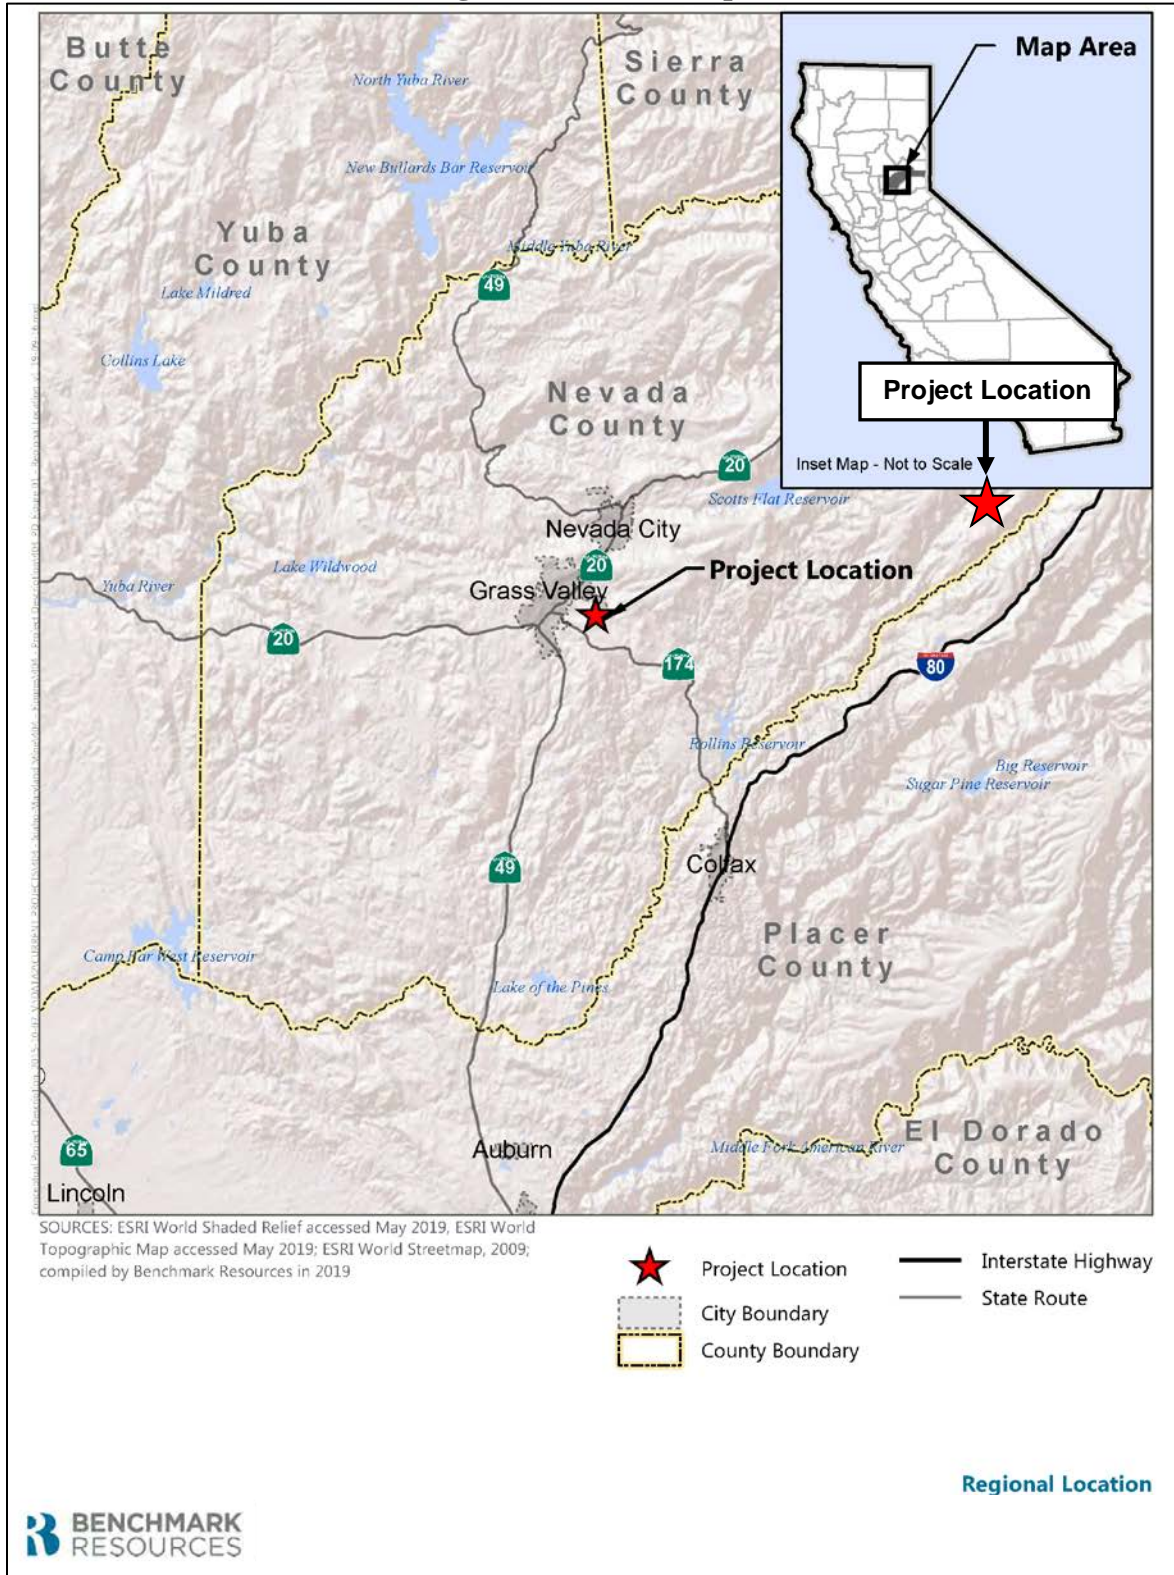 Butte
County
Sierra
County
Map Area
North Yuba River
New Bullards Bar Reservoir
Yuba
County
Middle Yuba River
49
Lake Mildred
Collins Lake
Nevada
County
Project Location
20
Inset Map - Not to Scale
Scotts Flat Reservoir
Nevada City
20
Project Location
Lake Wildwood
Yuba River
Grass Valley
20
174
80
Rollins Reservoir
Big Reservoir
Sugar Pine Reservoir
Colfax
49
Placer
County
Camp Far West Reservoir
Lake of the Pines
El Dorado
County
Middle Fork American River
65
Auburn
Lincoln
SOURCES: ESRI World Shaded Relief accessed May 2019, ESRI World
Topographic Map accessed May 2019; ESRI World Streetmap, 2009;
compiled by Benchmark Resources in 2019
Project Location
Interstate Highway
City Boundary
State Route
County Boundary
Regional Location
BENCHMARK
RESOURCES